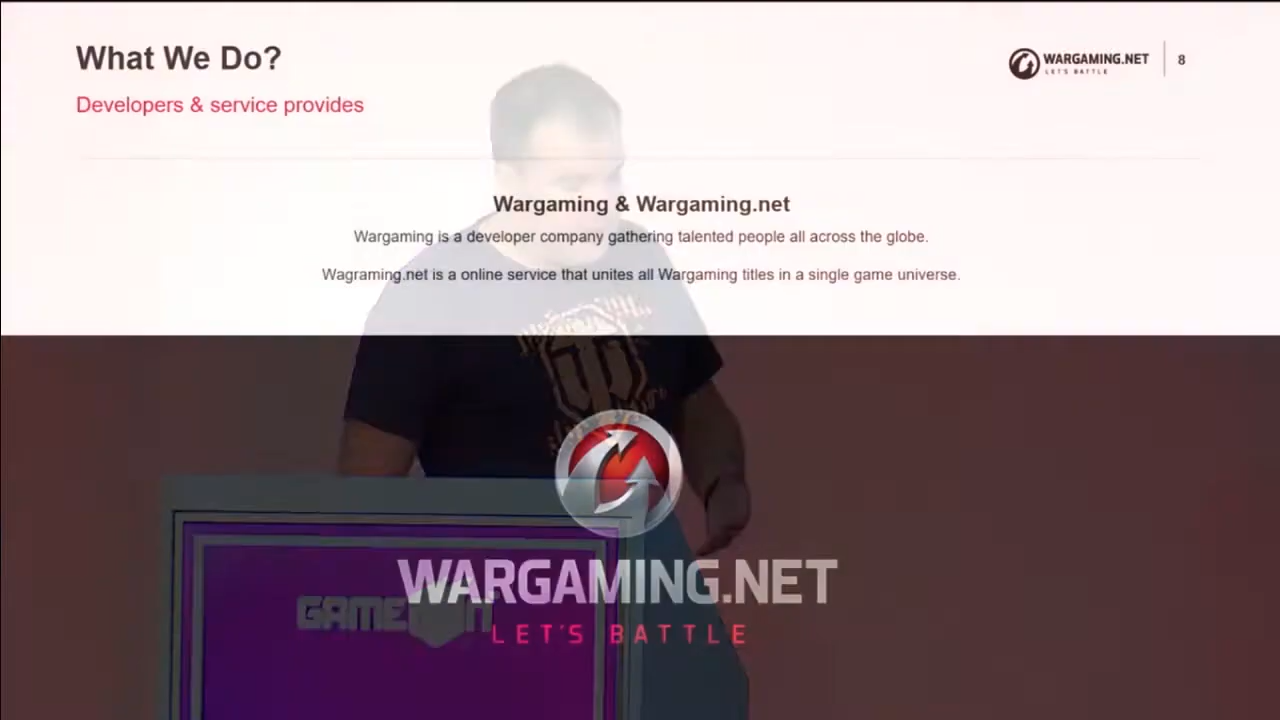 What We Do?
WARGAMING.NET
LET'S BATTLE
8
Developers & service provides
Wargaming & Wargaming.net
Wargaming is a developer company gathering talented people all across the globe.
Wagraming.net is a online service that unites all Wargaming titles in a single game universe.
WARGAMING.NET
LET'S BATTLE